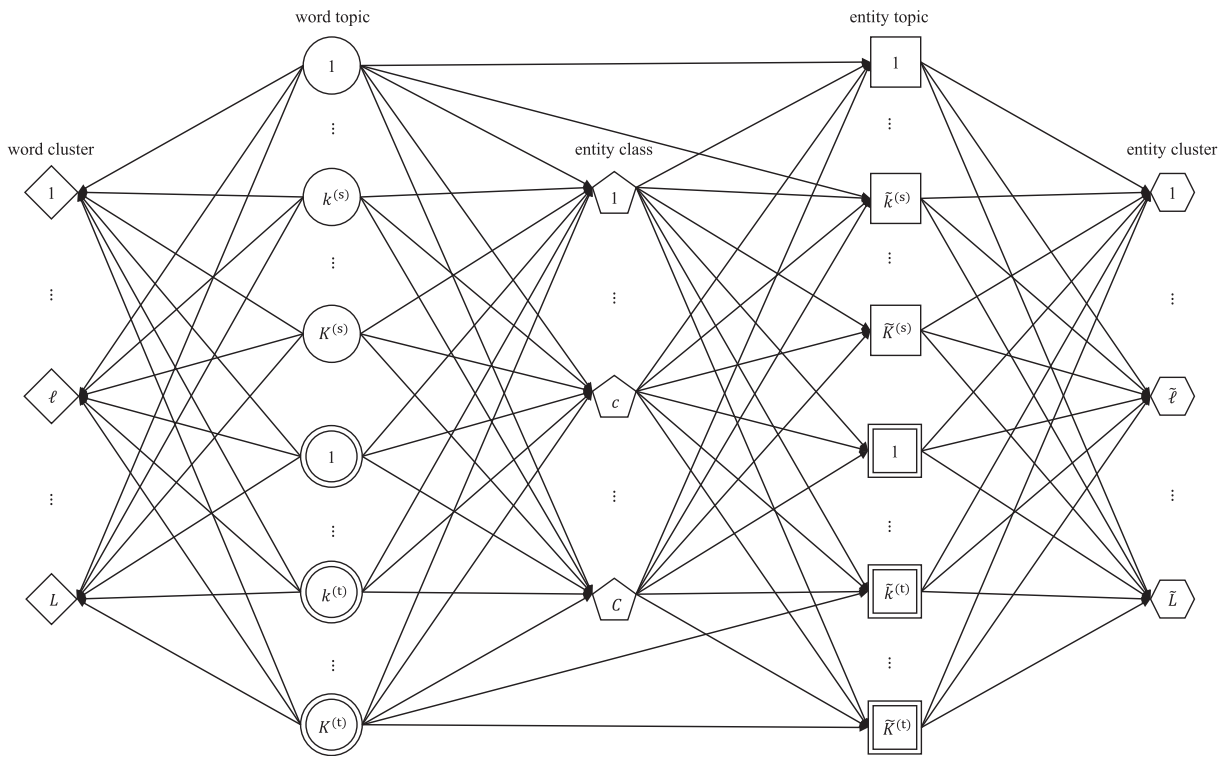 word topic
entity topic
1
1
⋮
⋮
word cluster
entity class
entity cluster
1
k^(s)
1
k̃^(s)
1
⋮
⋮
⋮
⋮
⋮
K^(s)
K̃^(s)
ℓ
c
ℓ̃
1
1
⋮
⋮
⋮
⋮
⋮
L
k^(t)
C
k̃^(t)
L̃
⋮
⋮
K^(t)
K̃^(t)